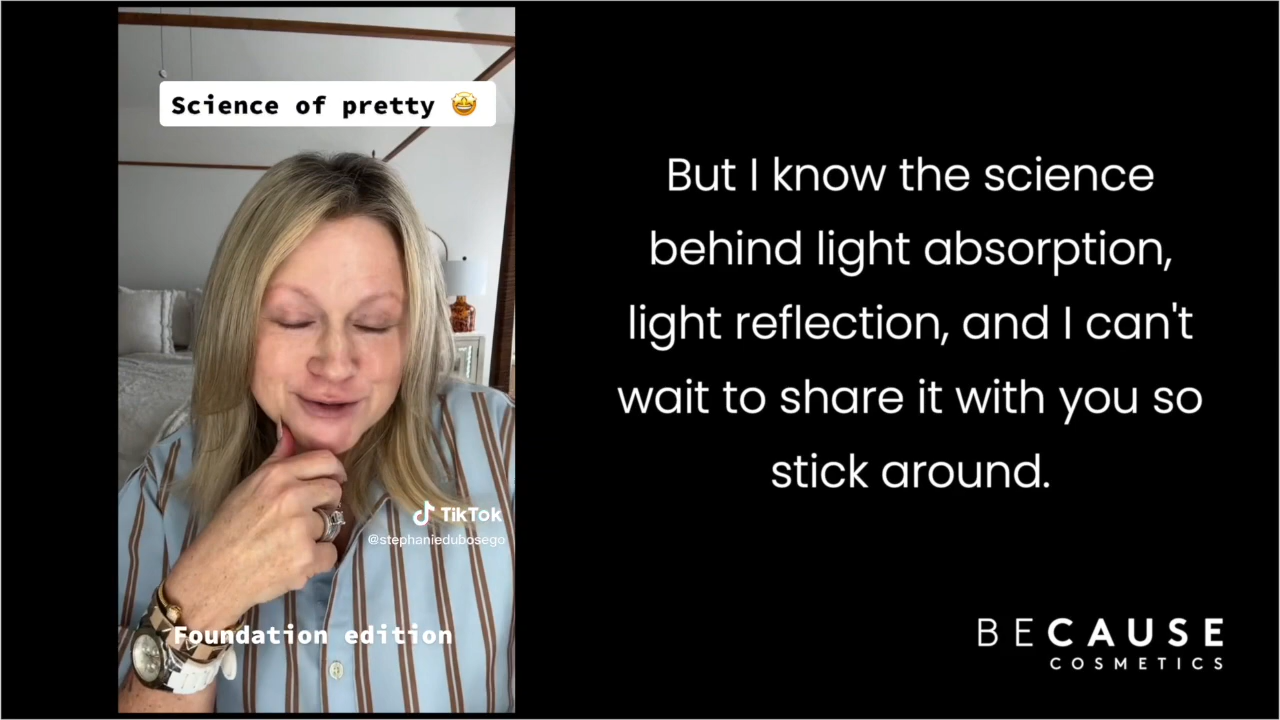 Science of pretty 🤩
TikTok
@stephaniedubosego
Foundation edition
But I know the science
behind light absorption,
light reflection, and I can't
wait to share it with you so
stick around.
BECAUSE
COSMETICS